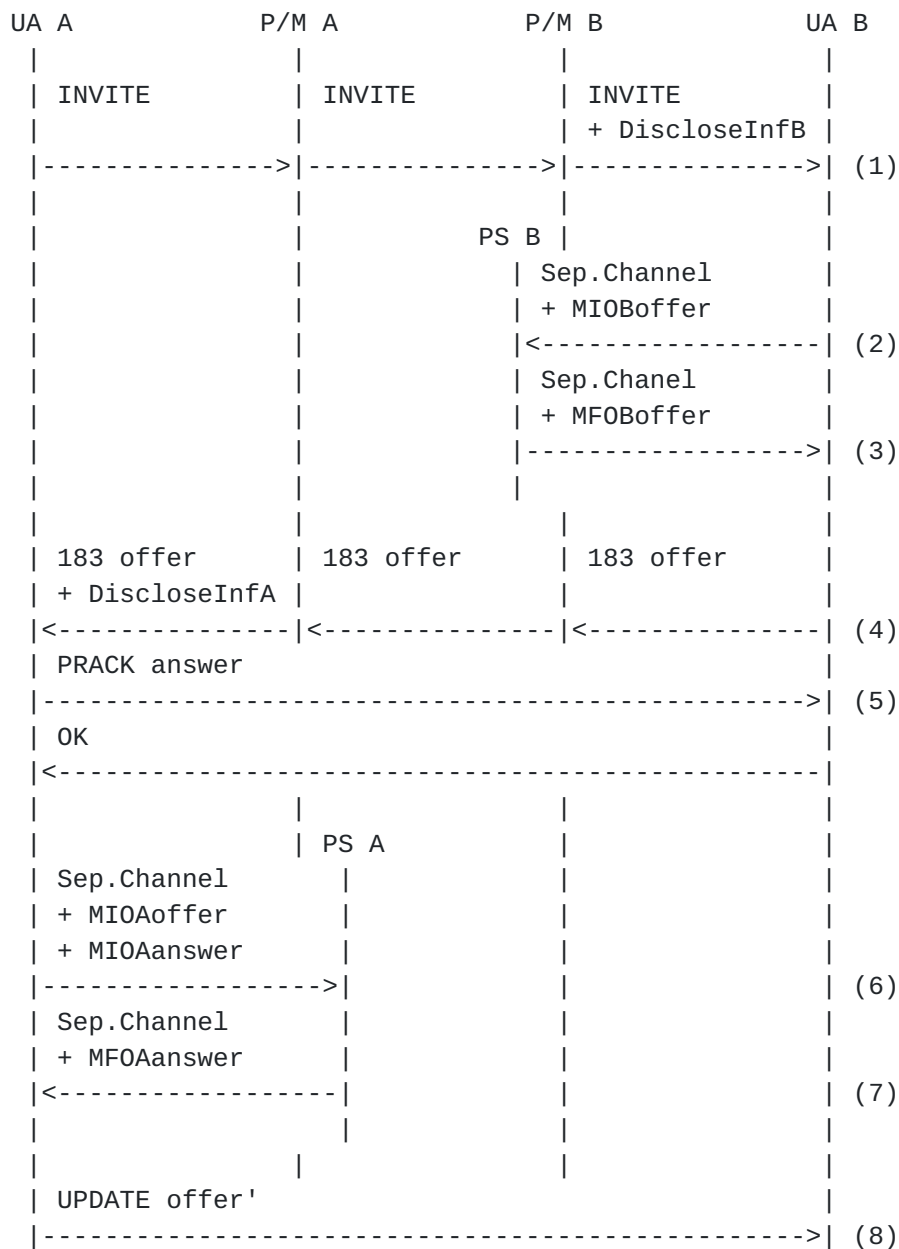 UA A P/M A P/M B UA B
INVITE INVITE INVITE
+ DiscloseInfB
(1)
PS B
Sep.Channel
+ MIOBoffer
(2)
Sep.Chanel
+ MFOBoffer
(3)
183 offer 183 offer 183 offer
+ DiscloseInfA
(4)
PRACK answer
(5)
OK
PS A
Sep.Channel
+ MIOAoffer
+ MIOAanswer
(6)
Sep.Channel
+ MFOAanswer
(7)
UPDATE offer'
(8)